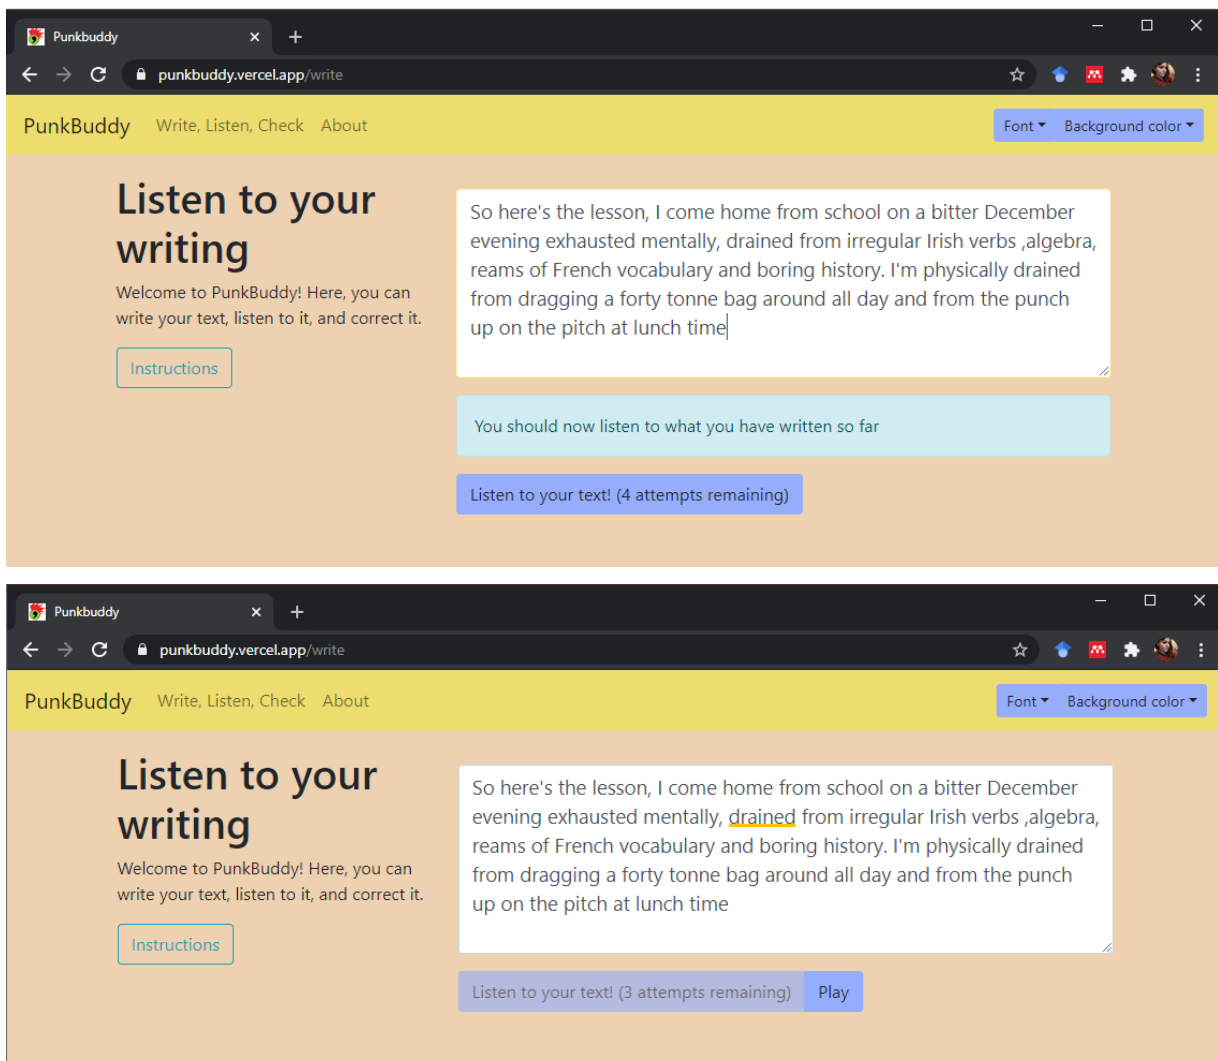 Punkbuddy
punkbuddy.vercel.app/write
PunkBuddy Write, Listen, Check About Font Background color
Listen to your
writing
Welcome to PunkBuddy! Here, you can
write your text, listen to it, and correct it.
Instructions
So here's the lesson, I come home from school on a bitter December
evening exhausted mentally, drained from irregular Irish verbs ,algebra,
reams of French vocabulary and boring history. I'm physically drained
from dragging a forty tonne bag around all day and from the punch
up on the pitch at lunch time
You should now listen to what you have written so far
Listen to your text! (4 attempts remaining)
Punkbuddy
punkbuddy.vercel.app/write
PunkBuddy Write, Listen, Check About Font Background color
Listen to your
writing
Welcome to PunkBuddy! Here, you can
write your text, listen to it, and correct it.
Instructions
So here's the lesson, I come home from school on a bitter December
evening exhausted mentally, drained from irregular Irish verbs ,algebra,
reams of French vocabulary and boring history. I'm physically drained
from dragging a forty tonne bag around all day and from the punch
up on the pitch at lunch time
Listen to your text! (3 attempts remaining) Play